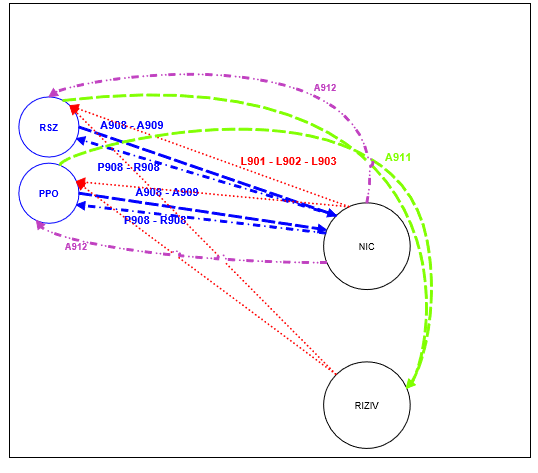 A912
RSZ
A908 - A909
P908 - R908
L901 - L902 - L903
A911
PPO
A908 - A909
P908 - R908
A912
NIC
RIZIV